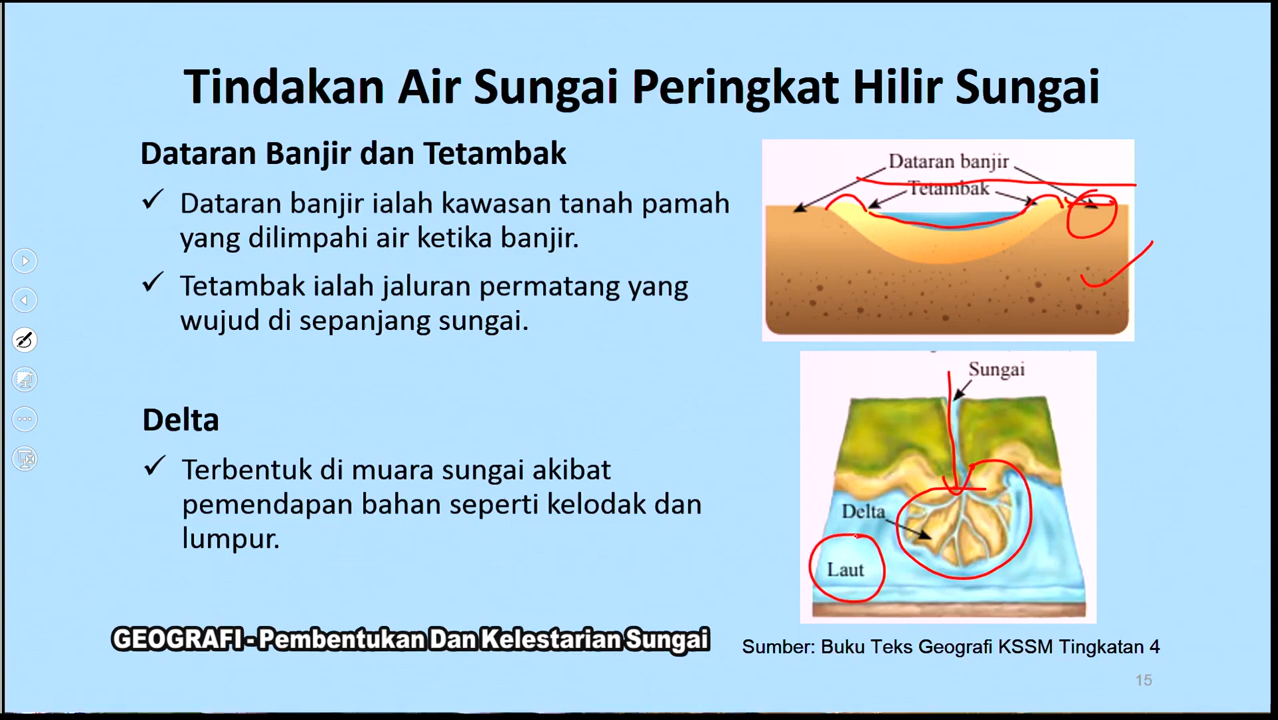 Tindakan Air Sungai Peringkat Hilir Sungai
Dataran Banjir dan Tetambak
Dataran banjir ialah kawasan tanah pamah
yang dilimpahi air ketika banjir.
Tetambak ialah jaluran permatang yang
wujud di sepanjang sungai.
Dataran banjir
Tetambak
Delta
Terbentuk di muara sungai akibat
pemendapan bahan seperti kelodak dan
lumpur.
Sungai
Delta
Laut
GEOGRAFI - Pembentukan Dan Kelestarian Sungai
Sumber: Buku Teks Geografi KSSM Tingkatan 4
15